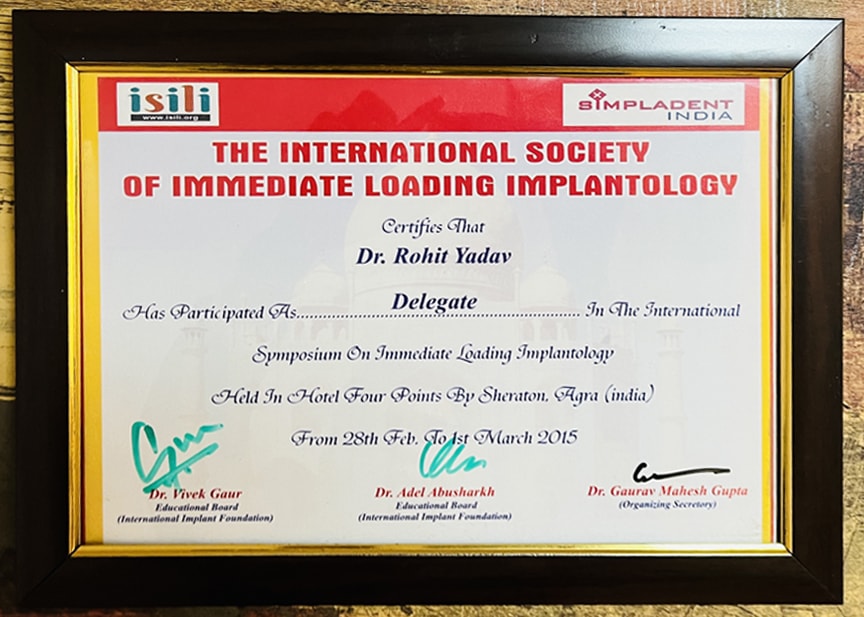 isili
www.isili.org
SIMPLADENT
INDIA
THE INTERNATIONAL SOCIETY
OF IMMEDIATE LOADING IMPLANTOLOGY
Certifies That
Dr. Rohit Yadav
Has Participated As.......Delegate.......In The International
Symposium On Immediate Loading Implantology
Held In Hotel Four Points By Sheraton, Agra (india)
From 28th Feb. To 1st March 2015
Dr. Vivek Gaur
Educational Board
(International Implant Foundation)
Dr. Adel Abusharkh
Educational Board
(International Implant Foundation)
Dr. Gaurav Mahesh Gupta
(Organizing Secretory)